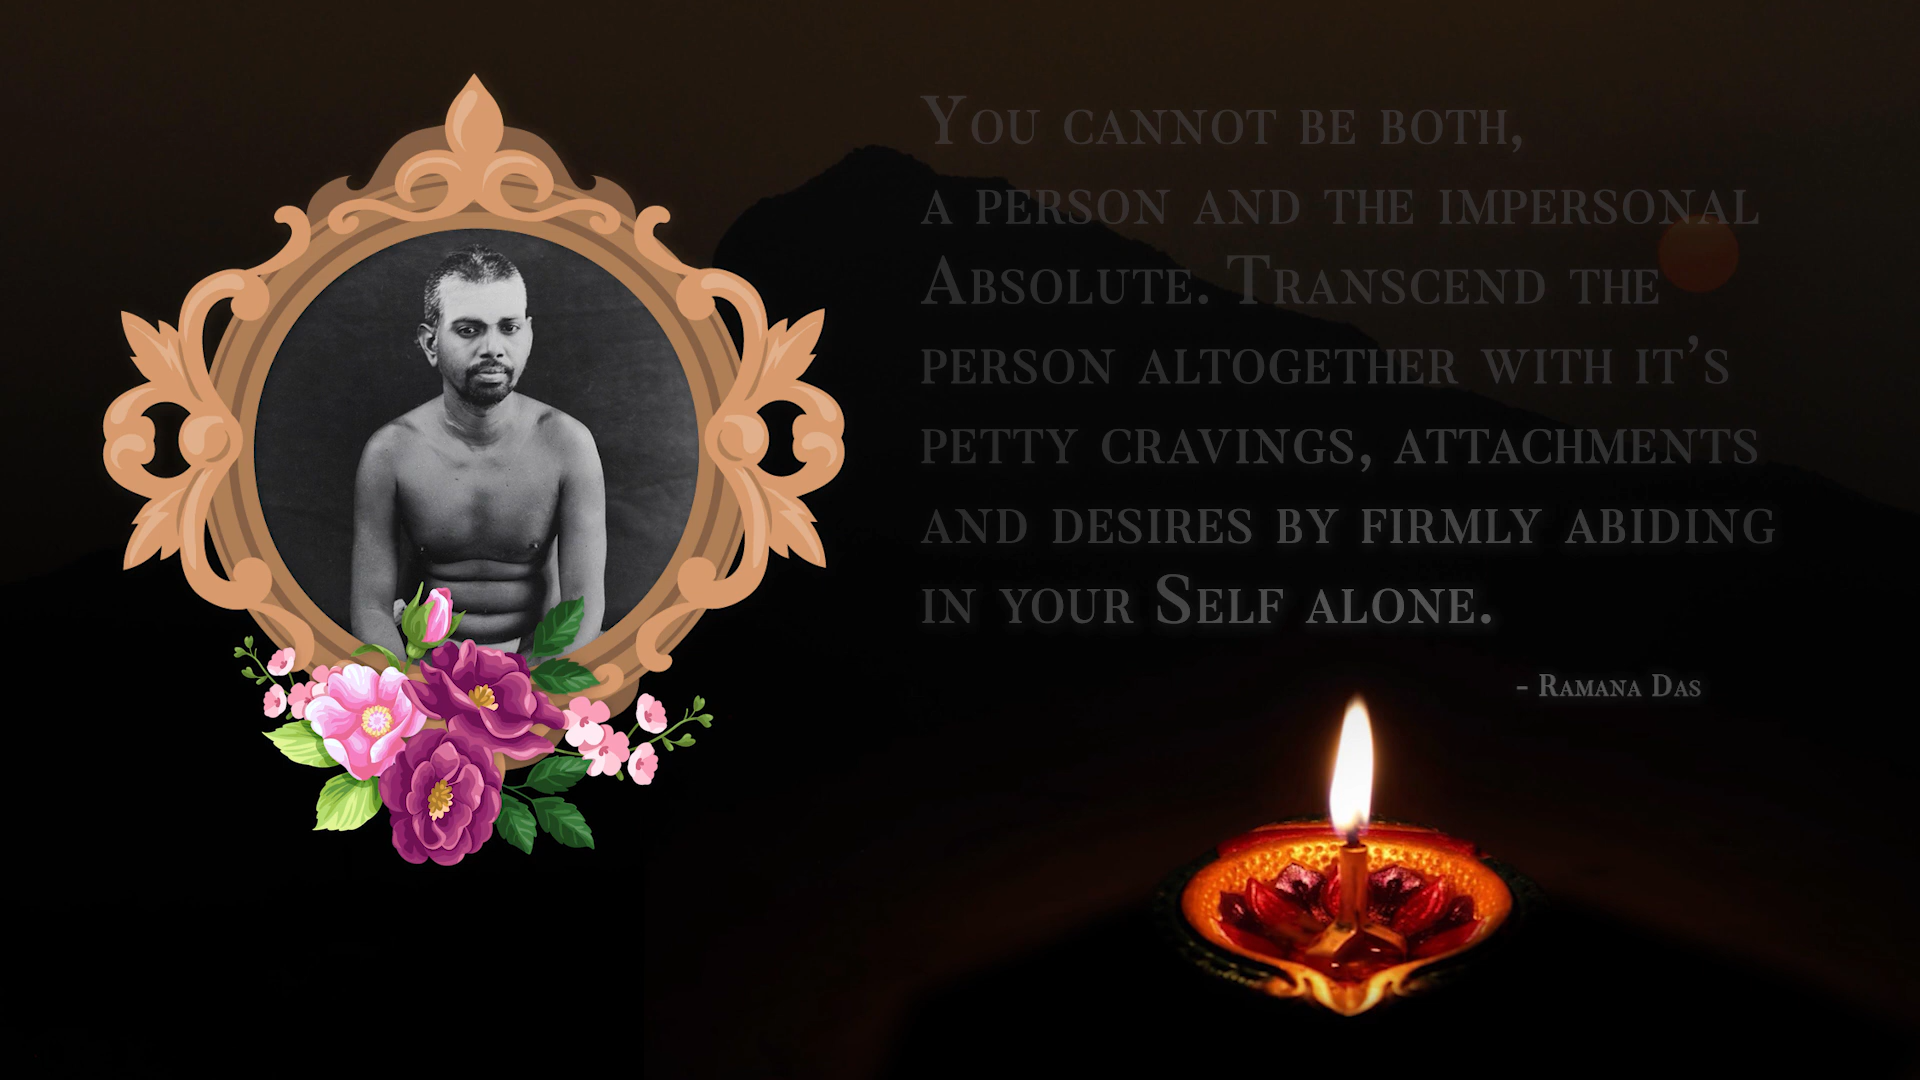 You cannot be both,
a person and the impersonal
Absolute. Transcend the
person altogether with it's
petty cravings, attachments
and desires by firmly abiding
in your Self alone.
- Ramana Das